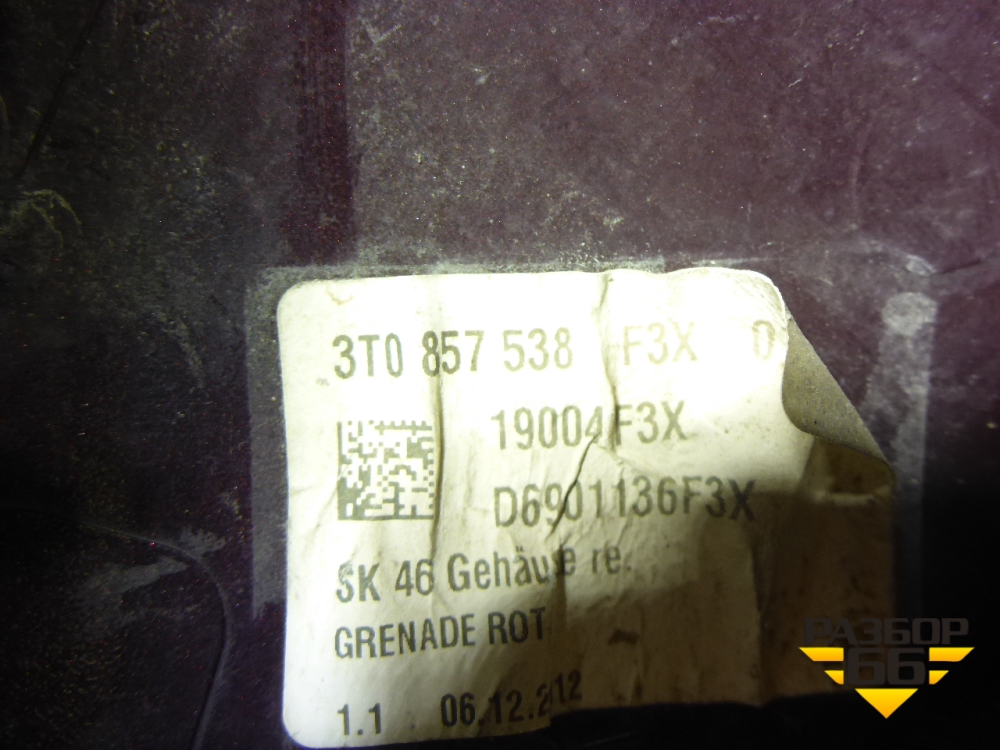 3T0 857 538 F3X 0
19004F3X
D6901136F3X
SK 46 Gehäuse re.
GRENADE ROT
1.1 06.12.2012
РАЗБОР
66